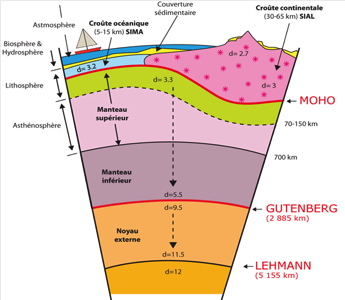 Couverture
sédimentaire
Astmosphère
Croûte océanique
(5-15 km) SIMA
Croûte continentale
(30-65 km) SIAL
Biosphère &
Hydrosphère
d= 2.7
d= 3.2
Lithosphère
d= 3.3
d= 3
MOHO
Manteau
supérieur
70-150 km
Asthénosphère
700 km
Manteau
inférieur
d=5.5
d=9.5
GUTENBERG
(2 885 km)
Noyau
externe
d=11.5
LEHMANN
d=12
(5 155 km)